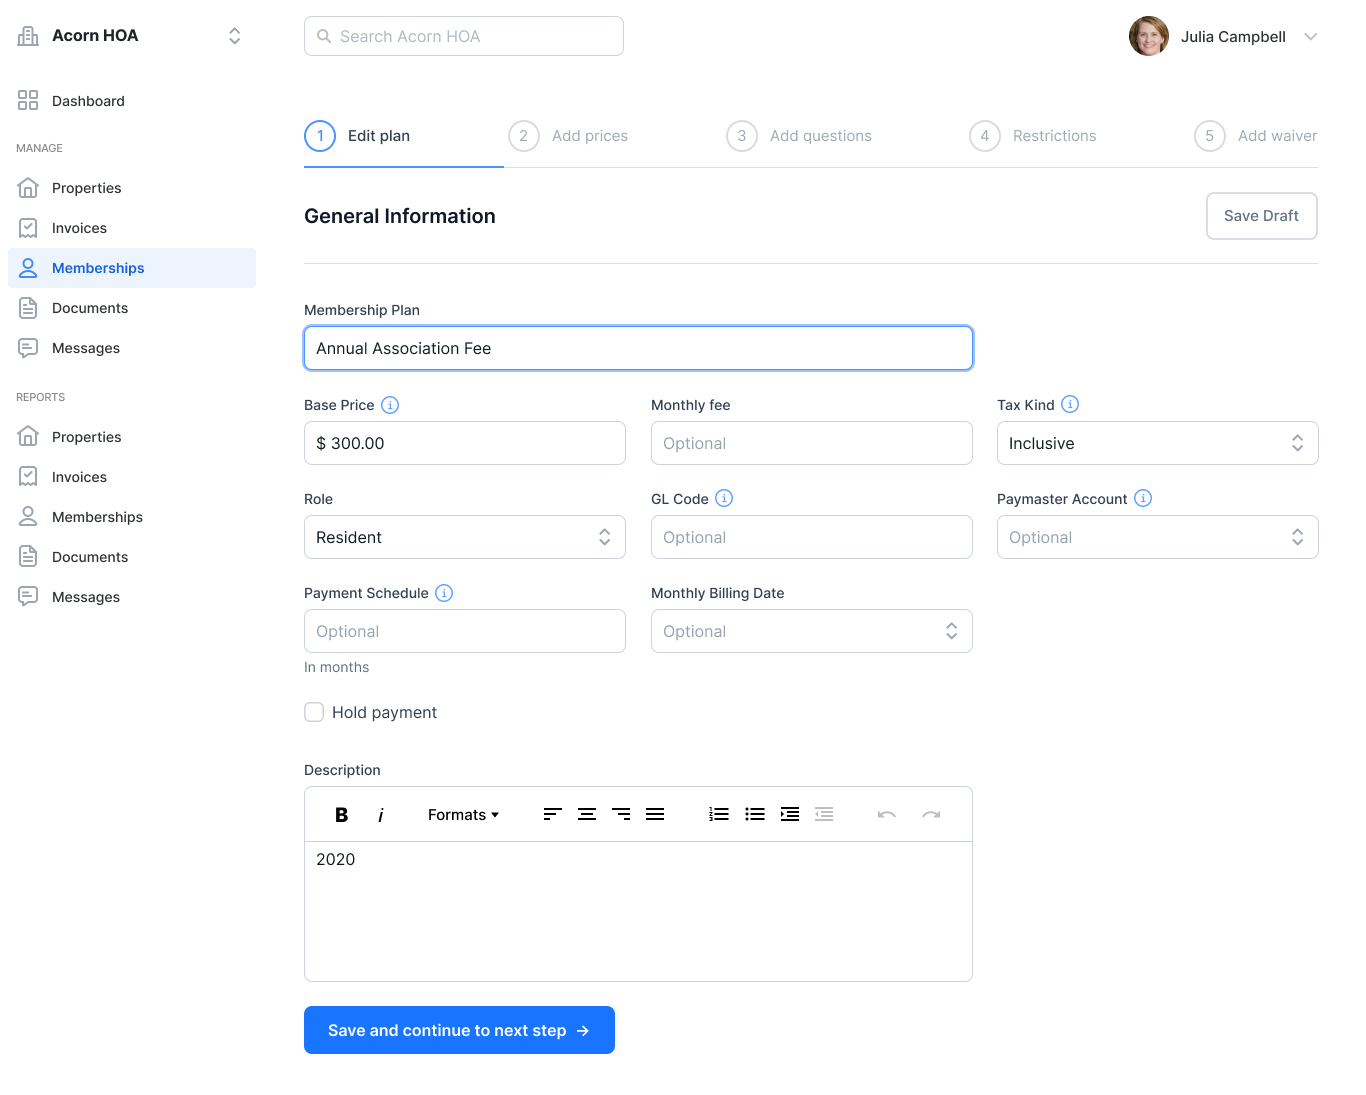 Acorn HOA
Search Acorn HOA
Julia Campbell
Dashboard
MANAGE
Properties
Invoices
Memberships
Documents
Messages
REPORTS
Properties
Invoices
Memberships
Documents
Messages
1 Edit plan
2 Add prices
3 Add questions
4 Restrictions
5 Add waiver
General Information
Save Draft
Membership Plan
Annual Association Fee
Base Price
$ 300.00
Monthly fee
Optional
Tax Kind
Inclusive
Role
Resident
GL Code
Optional
Paymaster Account
Optional
Payment Schedule
Optional
In months
Monthly Billing Date
Optional
Hold payment
Description
B i Formats
2020
Save and continue to next step →